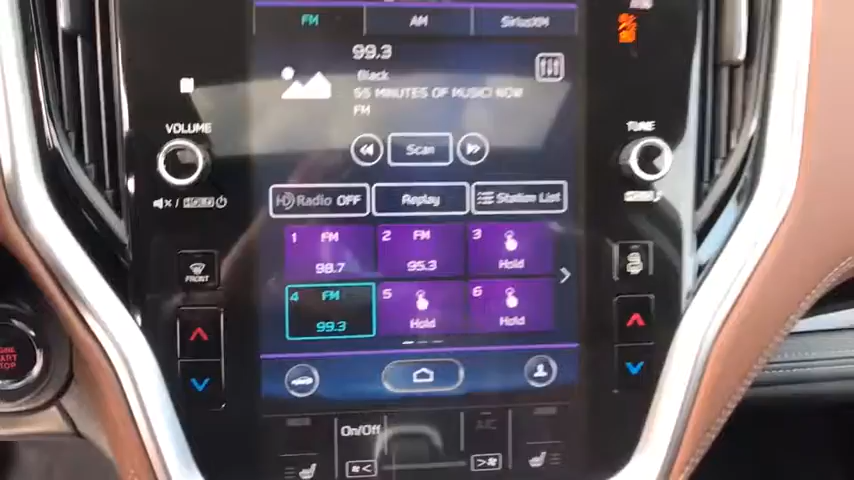 FM AM SiriusXM
99.3
Black
55 MINUTES OF MUSIC! NOW
FM
VOLUME
TUNE
Scan
HD Radio OFF Replay Station List
1 FM 2 FM 3
98.7 95.3 Hold
4 FM 5 6
99.3 Hold Hold
FRONT
On/Off
A/C